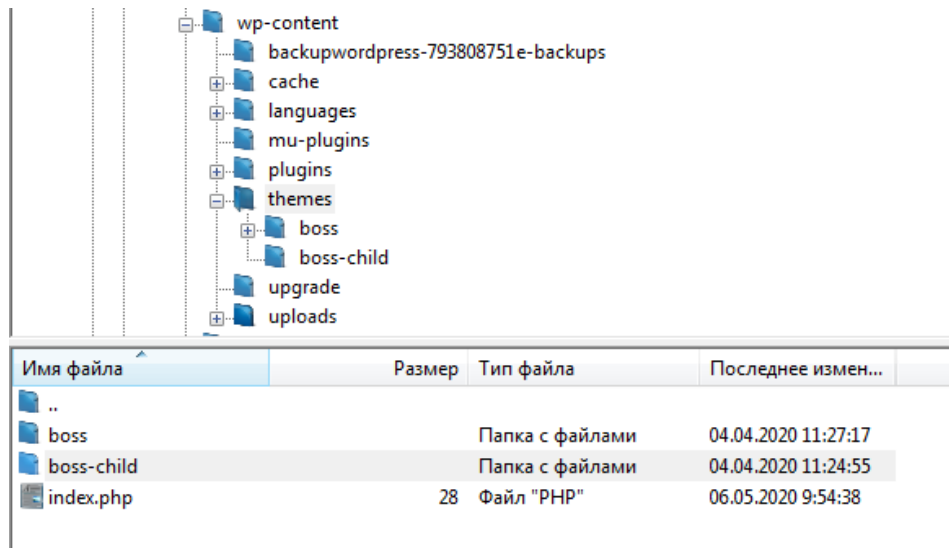 wp-content
backupwordpress-793808751e-backups
cache
languages
mu-plugins
plugins
themes
boss
boss-child
upgrade
uploads
Имя файла Размер Тип файла Последнее измен...
..
boss Папка с файлами 04.04.2020 11:27:17
boss-child Папка с файлами 04.04.2020 11:24:55
index.php 28 Файл "PHP" 06.05.2020 9:54:38